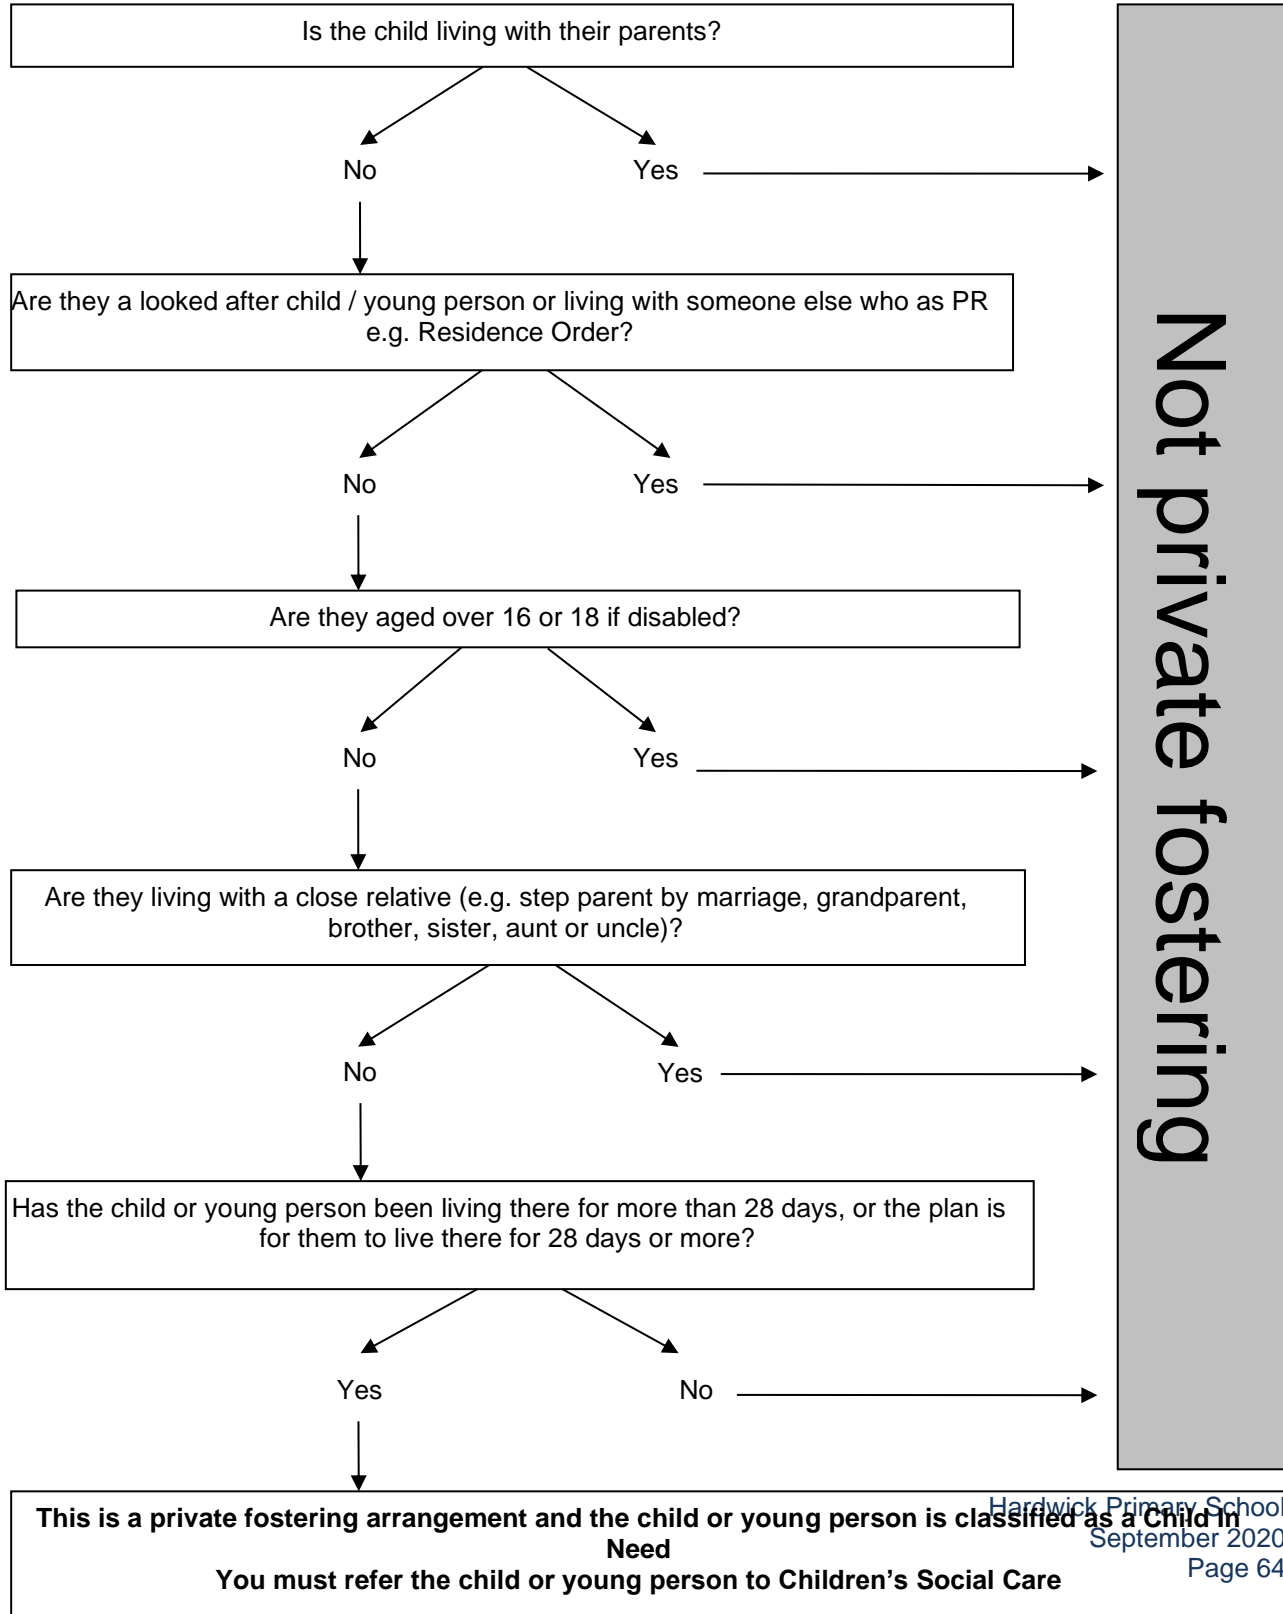 Is the child living with their parents?
No
Yes
Are they a looked after child / young person or living with someone else who as PR
e.g. Residence Order?
No
Yes
Are they aged over 16 or 18 if disabled?
No
Yes
Are they living with a close relative (e.g. step parent by marriage, grandparent,
brother, sister, aunt or uncle)?
No
Yes
Has the child or young person been living there for more than 28 days, or the plan is
for them to live there for 28 days or more?
Yes
No
Not private fostering
This is a private fostering arrangement and the child or young person is classified as a Child In
Need
You must refer the child or young person to Children’s Social Care
Hardwick Primary School
September 2020
Page 64